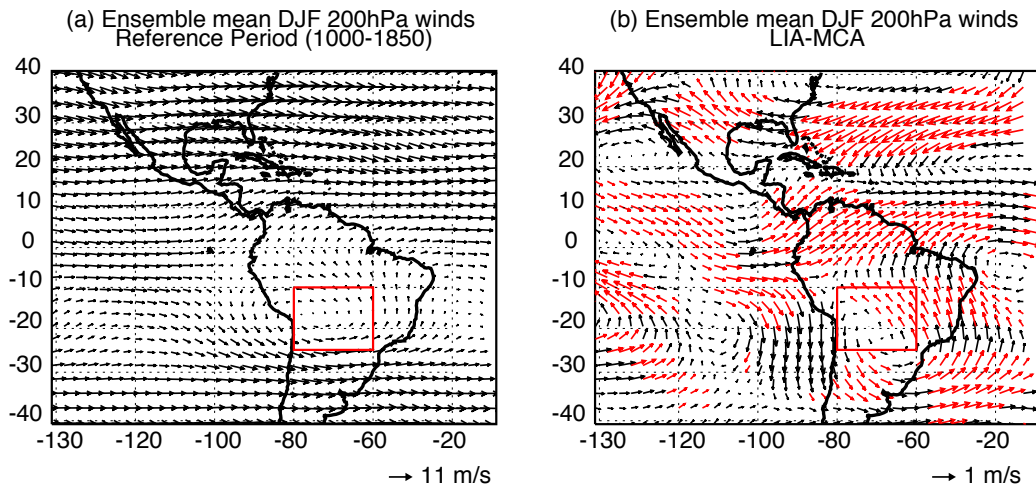 (a) Ensemble mean DJF 200hPa winds
Reference Period (1000-1850)
40
30
20
10
0
-10
-20
-30
-40
-130 -100 -80 -60 -20
→ 11 m/s
(b) Ensemble mean DJF 200hPa winds
LIA-MCA
40
30
20
10
0
-10
-20
-30
-40
-130 -100 -80 -60 -20
→ 1 m/s